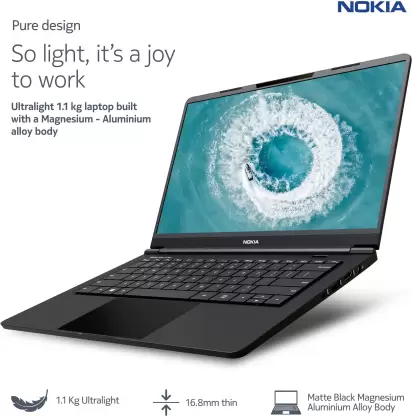 NOKIA
Pure design
So light, it's a joy
to work
Ultralight 1.1 kg laptop built
with a Magnesium - Aluminium
alloy body
NOKIA
1.1 Kg Ultralight
16.8mm thin
Matte Black Magnesium
Aluminium Alloy Body